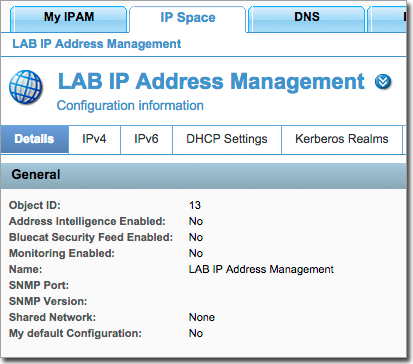 My IPAM IP Space DNS
LAB IP Address Management
LAB IP Address Management
Configuration information
Details IPv4 IPv6 DHCP Settings Kerberos Realms
General
Object ID: 13
Address Intelligence Enabled: No
Bluecat Security Feed Enabled: No
Monitoring Enabled: No
Name: LAB IP Address Management
SNMP Port:
SNMP Version:
Shared Network: None
My default Configuration: No